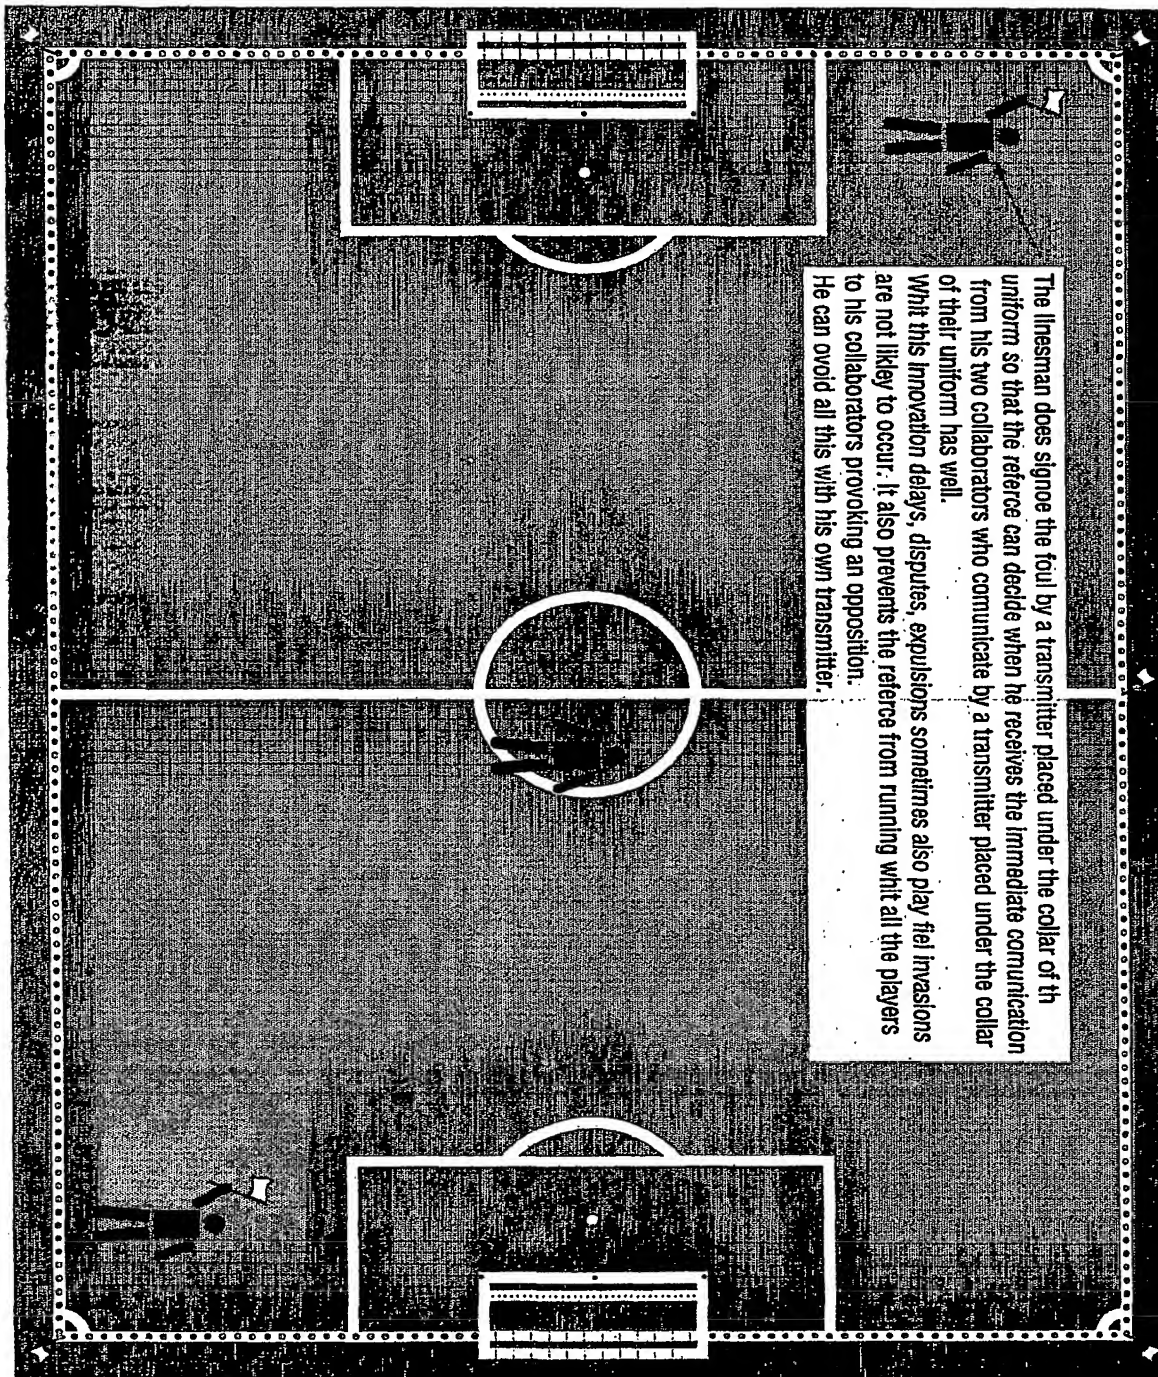 The linesman does signoe the foul by a transmitter placed under the collar of th
uniform so that the referce can decide when he receives the immediate comunication
from his two collaborators who comunicate by a transmitter placed under the collar
of their uniform has well.
Whit this innovation delays, disputes, expulsions sometimes also play fiel invasions
are not likley to occur. It also prevents the referce from running whit all the players
to his collaborators provoking an opposition.
He can ovoid all this with his own transmitter.